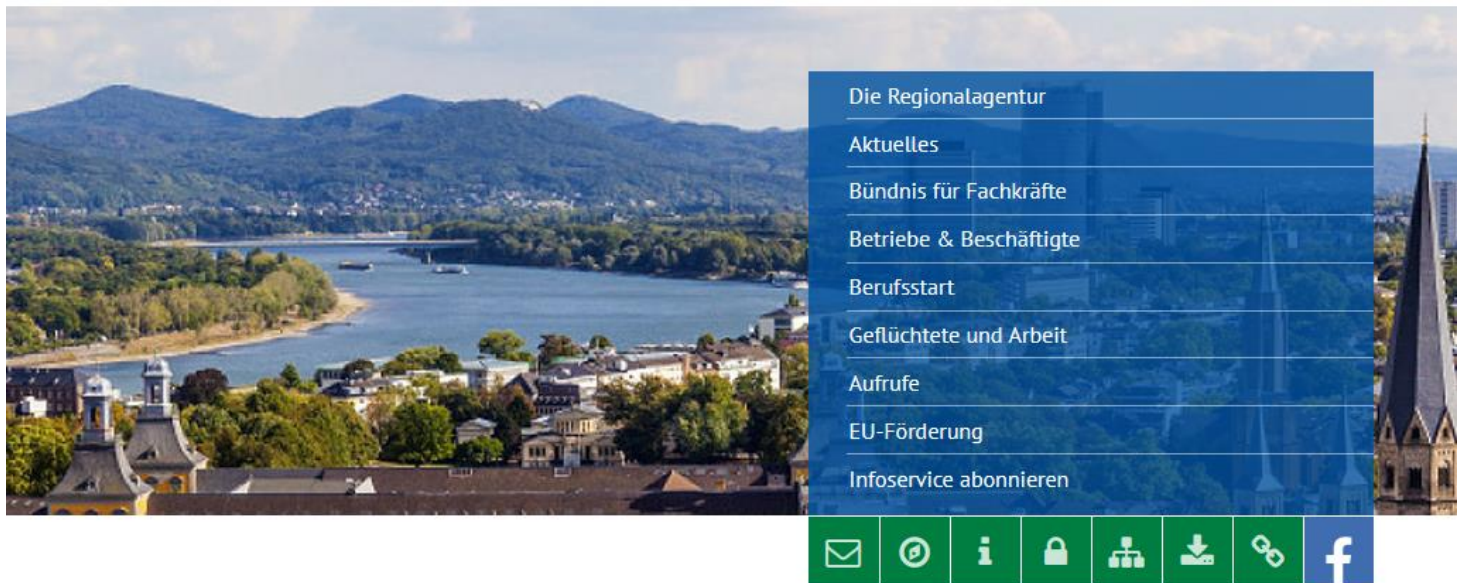 Die Regionalagentur
Aktuelles
Bündnis für Fachkräfte
Betriebe & Beschäftigte
Berufsstart
Geflüchtete und Arbeit
Aufrufe
EU-Förderung
Infoservice abonnieren